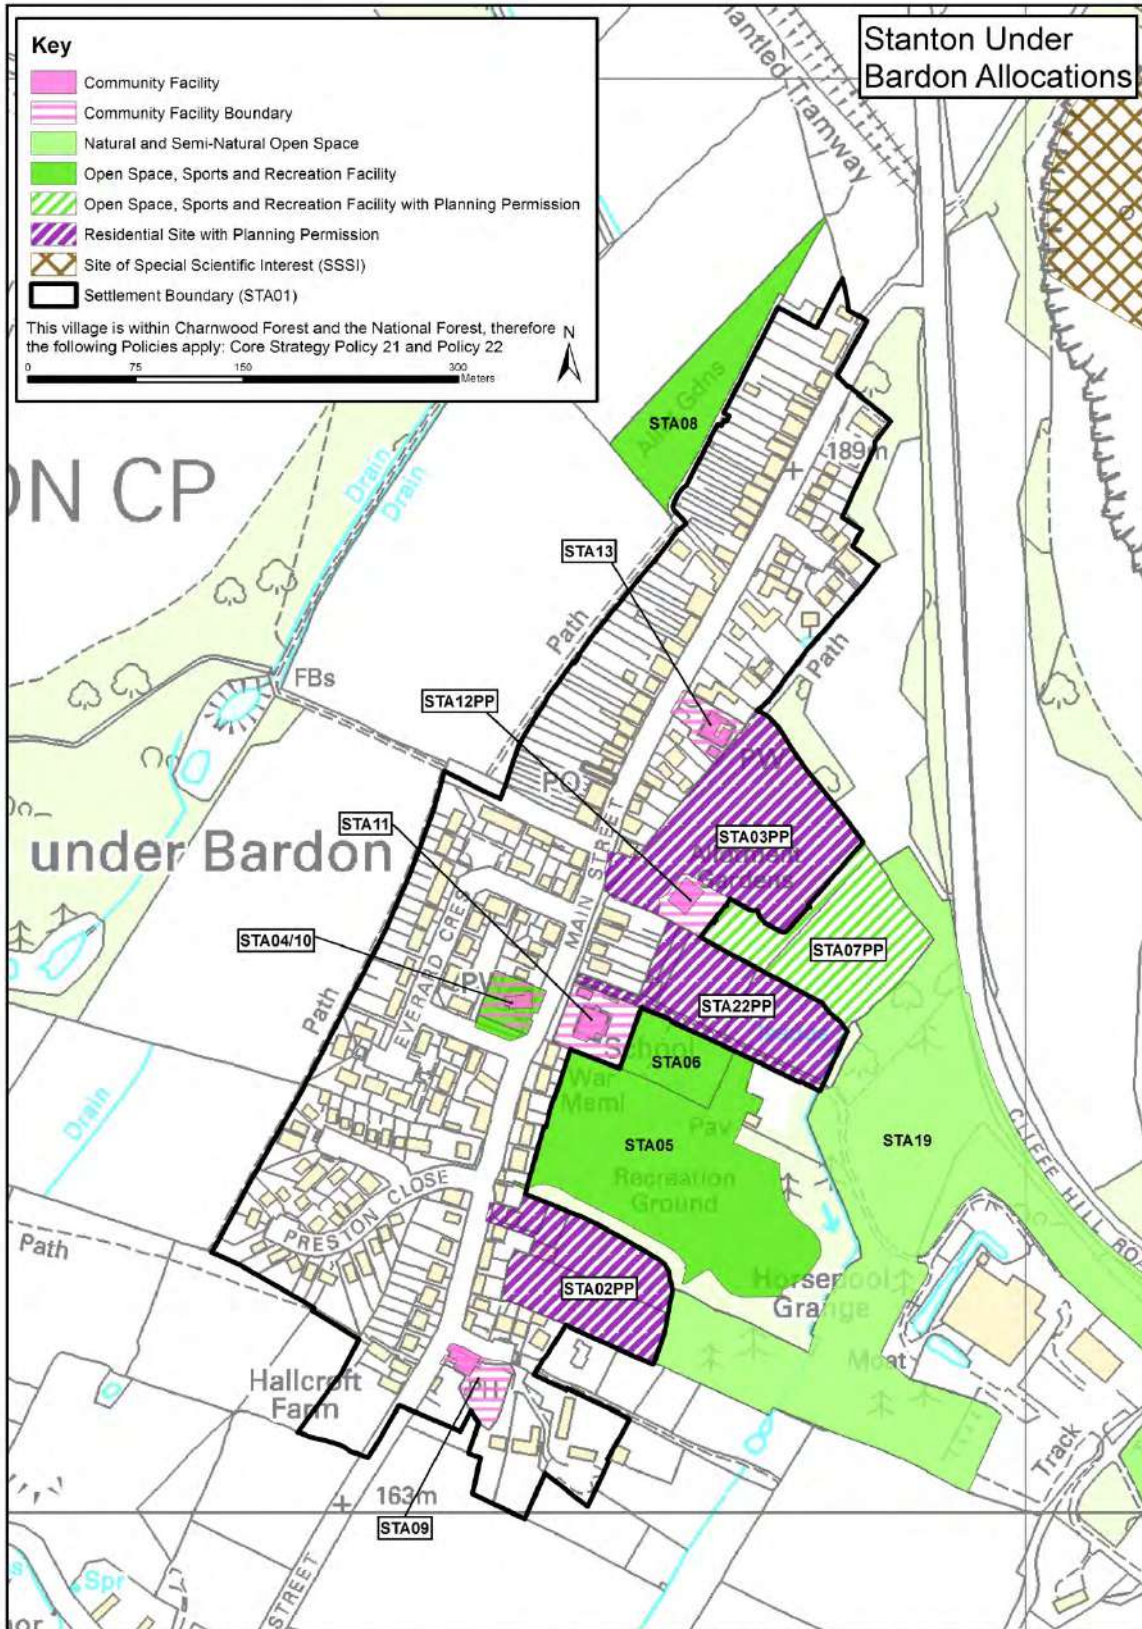 Stanton Under
Bardon Allocations
Key
Community Facility
Community Facility Boundary
Natural and Semi-Natural Open Space
Open Space, Sports and Recreation Facility
Open Space, Sports and Recreation Facility with Planning Permission
Residential Site with Planning Permission
Site of Special Scientific Interest (SSSI)
Settlement Boundary (STA01)
This village is within Charnwood Forest and the National Forest, therefore
the following Policies apply: Core Strategy Policy 21 and Policy 22
N
0 75 150 300
Meters
antled Tramway
STA08
Gdns
189m
ON CP
Drain
Drain
STA13
Path
Path
FBs
STA12PP
PO
PW
STA03PP
Allotment
Gardens
STA11
under Bardon
MAIN STREET
STA04/10
EVERARD CRES
PW
STA07PP
STA22PP
Path
School
STA06
War
Meml
Drain
STA05
Pav
STA19
Recreation
Ground
CLIFFE HILL RO
PRESTON CLOSE
Path
STA02PP
Horsepool
Grange
Moat
Hallcroft
Farm
PH
Track
163m
STA09
STREET
Spr